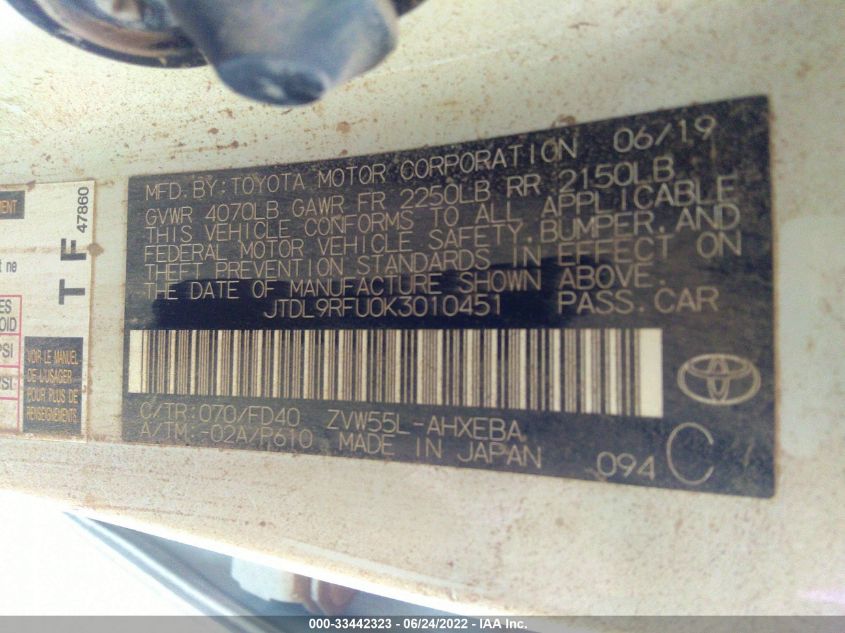 MFD. BY: TOYOTA MOTOR CORPORATION 06/19
GVWR 4070LB GAWR FR 2250LB RR 2150LB
THIS VEHICLE CONFORMS TO ALL APPLICABLE
FEDERAL MOTOR VEHICLE SAFETY, BUMPER, AND
THEFT PREVENTION STANDARDS IN EFFECT ON
THE DATE OF MANUFACTURE SHOWN ABOVE.
JTDL9RFU0K3010451 PASS. CAR
C/TR: 070/FD40 ZVW55L-AHXEBA
A/TM: -02A/P610 MADE IN JAPAN
094 C
TF
47860
VOIR LE MANUEL
DE L'USAGER
POUR PLUS DE
RENSEIGNEMENTS
000-33442323 - 06/24/2022 - IAA Inc.